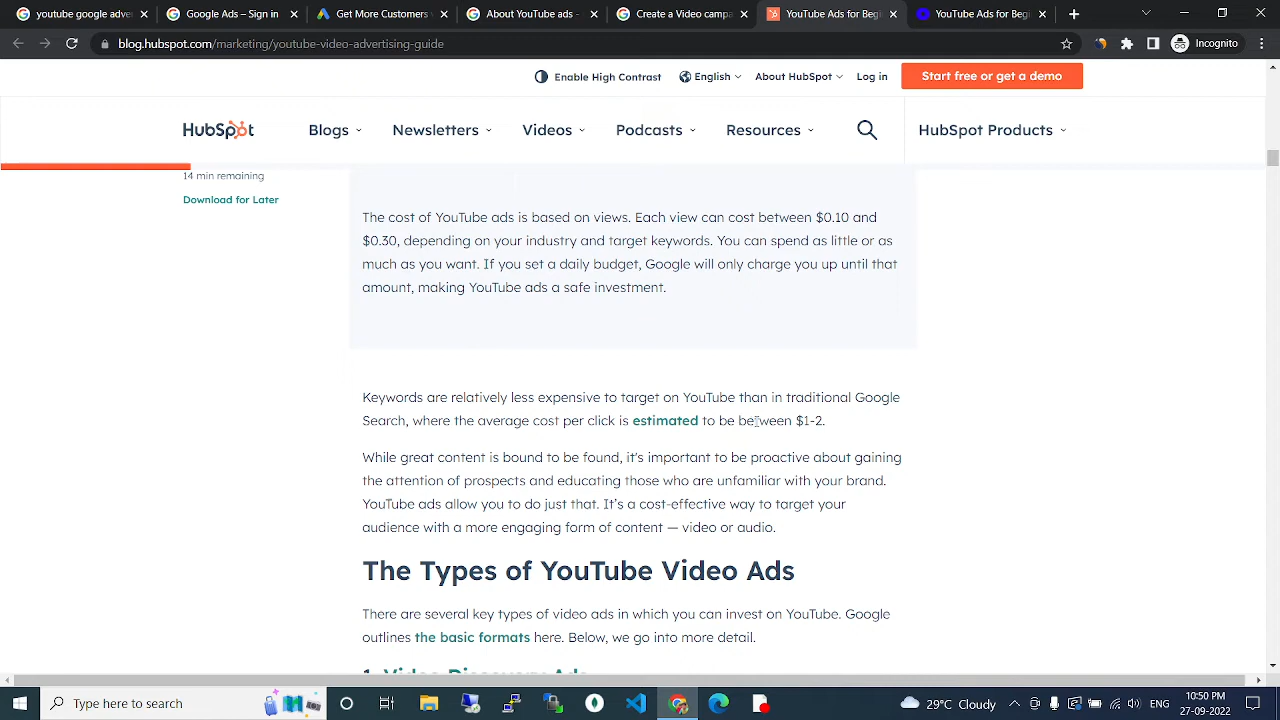 youtube google adve
Google Ads – Sign in
Get More Customers
About YouTube ads –
Create a Video campa
YouTube Ads for Begi
YouTube Ads for Begi
blog.hubspot.com/marketing/youtube-video-advertising-guide
Incognito
Enable High Contrast English About HubSpot Log in Start free or get a demo
HubSpot Blogs Newsletters Videos Podcasts Resources HubSpot Products
14 min remaining
Download for Later
The cost of YouTube ads is based on views. Each view can cost between $0.10 and
$0.30, depending on your industry and target keywords. You can spend as little or as
much as you want. If you set a daily budget, Google will only charge you up until that
amount, making YouTube ads a safe investment.
Keywords are relatively less expensive to target on YouTube than in traditional Google
Search, where the average cost per click is estimated to be between $1-2.
While great content is bound to be found, it's important to be proactive about gaining
the attention of prospects and educating those who are unfamiliar with your brand.
YouTube ads allow you to do just that. It's a cost-effective way to target your
audience with a more engaging form of content — video or audio.
The Types of YouTube Video Ads
There are several key types of video ads in which you can invest on YouTube. Google
outlines the basic formats here. Below, we go into more detail.
1. Video Discovery Ads
Type here to search
29°C Cloudy
ENG
10:50 PM
27-09-2022